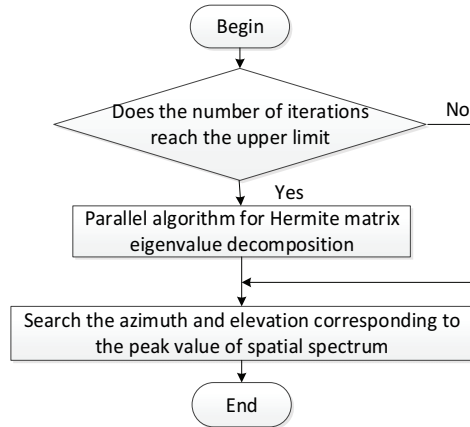 Begin
Does the number of iterations
reach the upper limit
No
Yes
Parallel algorithm for Hermite matrix
eigenvalue decomposition
Search the azimuth and elevation corresponding to
the peak value of spatial spectrum
End